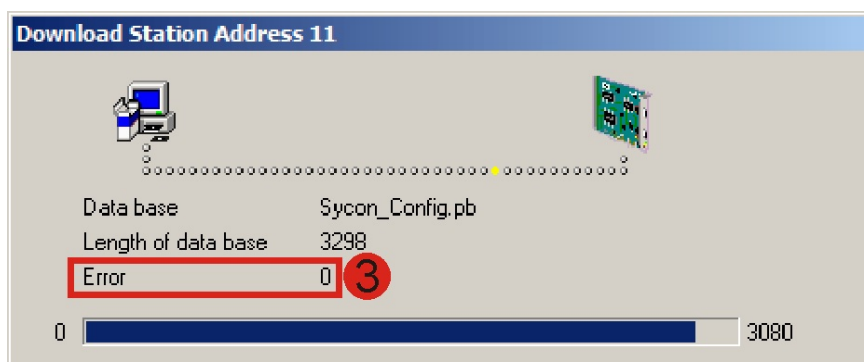 Download Station Address 11
Data base Sycon_Config.pb
Length of data base 3298
Error 0 3
0 3080